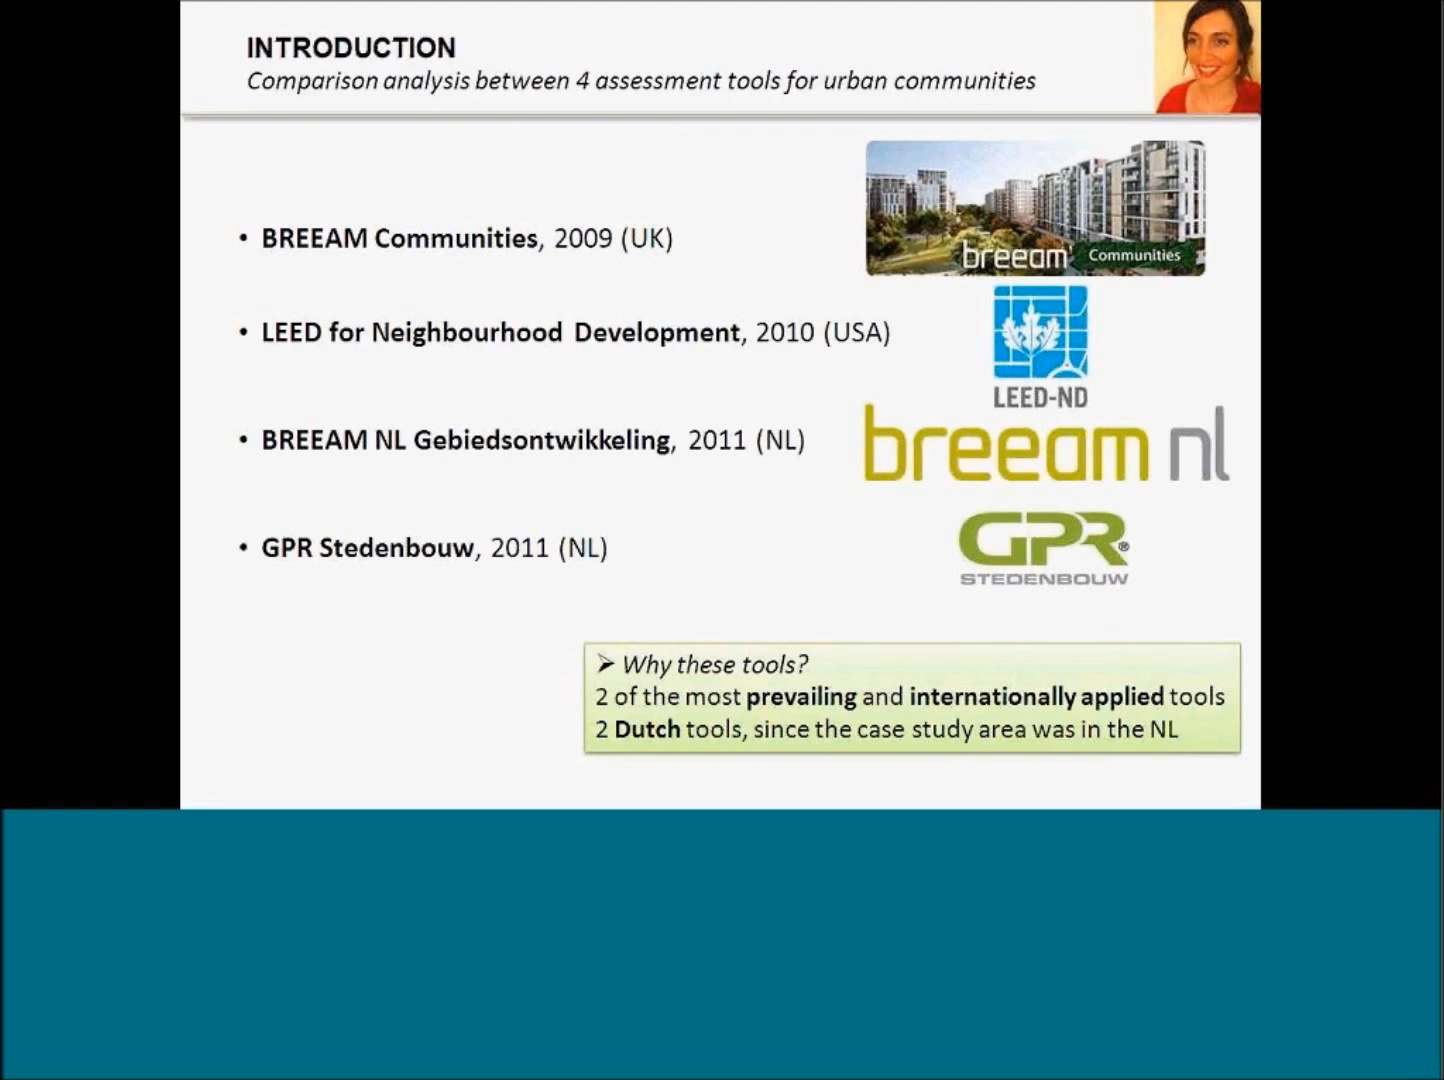 INTRODUCTION
Comparison analysis between 4 assessment tools for urban communities
• BREEAM Communities, 2009 (UK)
breeam Communities
• LEED for Neighbourhood Development, 2010 (USA)
LEED-ND
• BREEAM NL Gebiedsontwikkeling, 2011 (NL)
breeam nl
• GPR Stedenbouw, 2011 (NL)
GPR®
STEDENBOUW
➢ Why these tools?
2 of the most prevailing and internationally applied tools
2 Dutch tools, since the case study area was in the NL